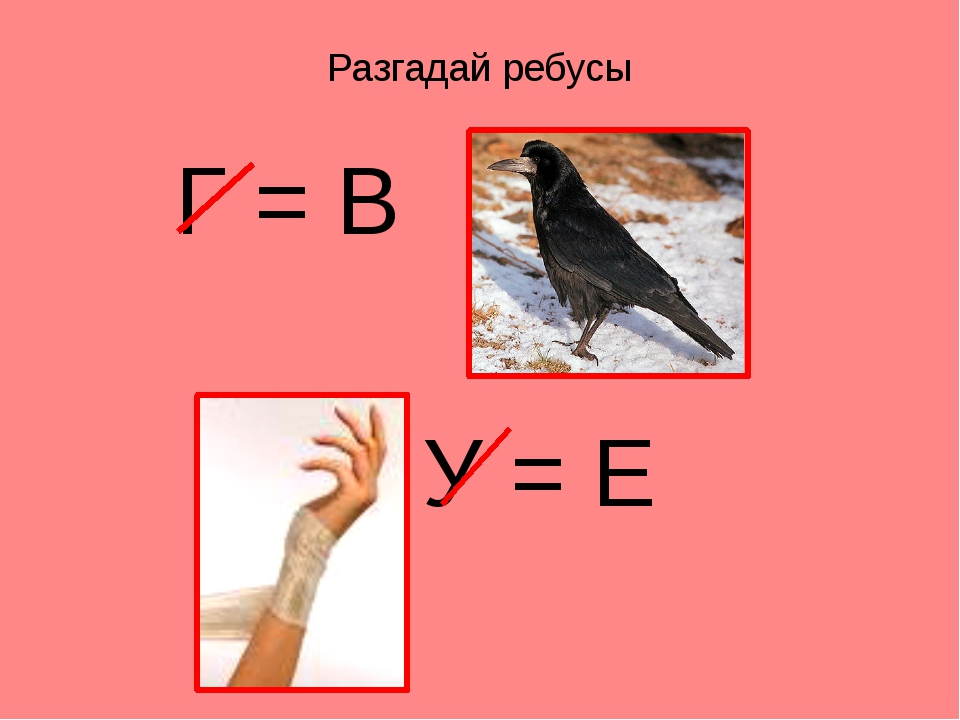 Разгадай ребусы
Г = В
У = Е